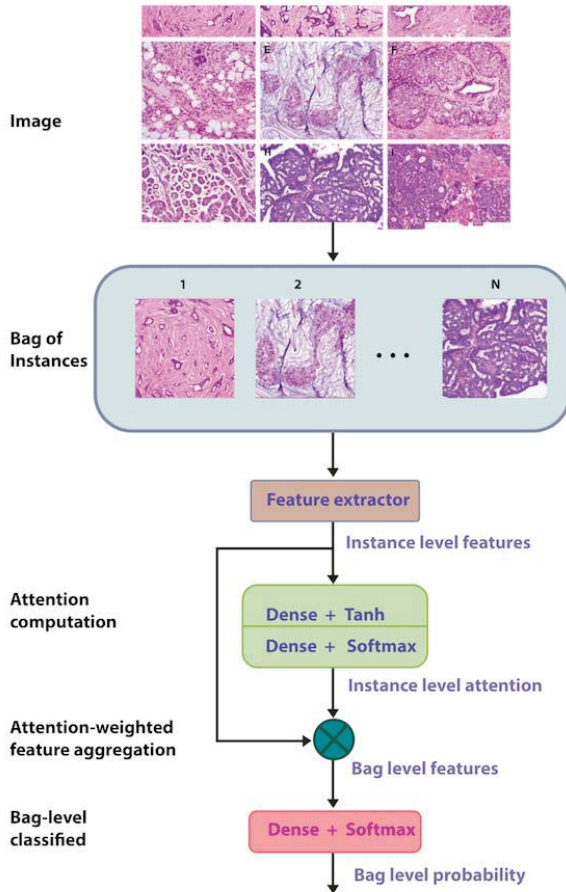 Image
E
F
H
I
Bag of
Instances
1
2
N
Feature extractor
Instance level features
Attention
computation
Dense + Tanh
Dense + Softmax
Instance level attention
Attention-weighted
feature aggregation
Bag level features
Bag-level
classified
Dense + Softmax
Bag level probability